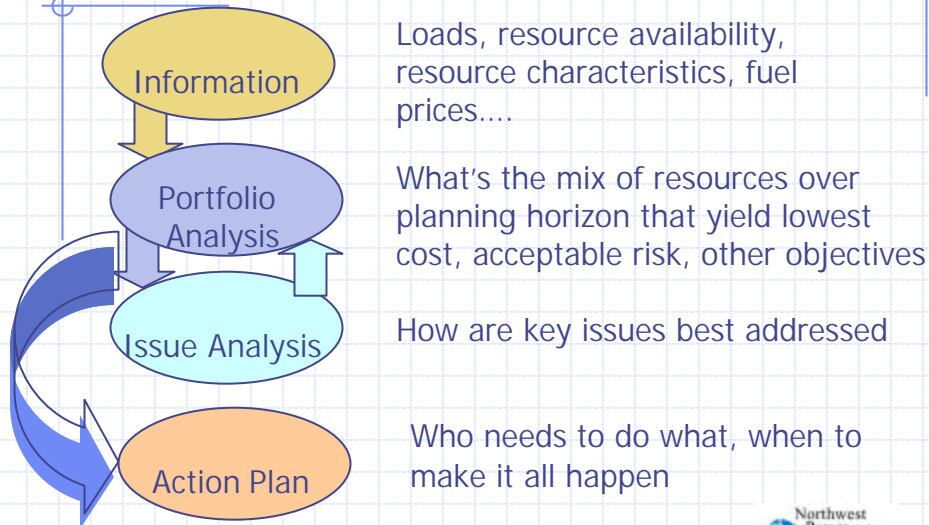 Information
Loads, resource availability,
resource characteristics, fuel
prices....
Portfolio
Analysis
What's the mix of resources over
planning horizon that yield lowest
cost, acceptable risk, other objectives
Issue Analysis
How are key issues best addressed
Action Plan
Who needs to do what, when to
make it all happen
Northwest